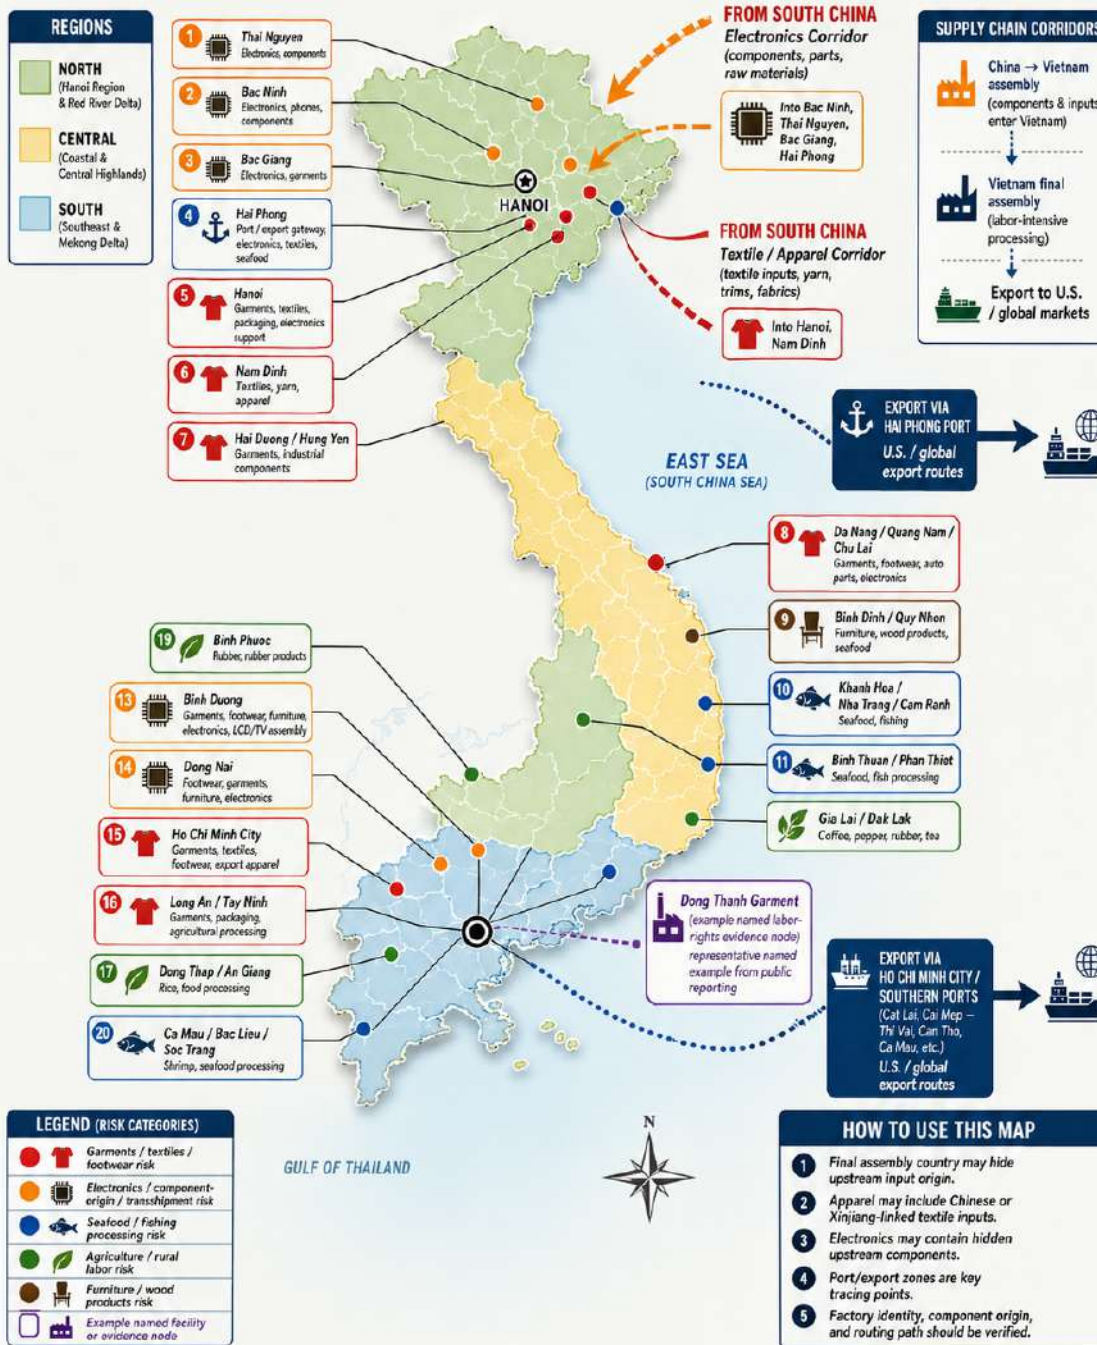 REGIONS
NORTH
(Hanoi Region
& Red River Delta)
CENTRAL
(Coastal &
Central Highlands)
SOUTH
(Southeast &
Mekong Delta)
1
Thai Nguyen
Electronics, components
2
Bac Ninh
Electronics, phones,
components
3
Bac Giang
Electronics, garments
4
Hai Phong
Port / export gateway,
electronics, textiles,
seafood
5
Hanoi
Garments, textiles,
packaging, electronics
support
6
Nam Dinh
Textiles, yarn,
apparel
7
Hai Duong / Hung Yen
Garments, industrial
components
HANOI
FROM SOUTH CHINA
Electronics Corridor
(components, parts,
raw materials)
Into Bac Ninh,
Thai Nguyen,
Bac Giang,
Hai Phong
FROM SOUTH CHINA
Textile / Apparel Corridor
(textile inputs, yarn,
trims, fabrics)
Into Hanoi,
Nam Dinh
SUPPLY CHAIN CORRIDORS
China → Vietnam
assembly
(components & inputs
enter Vietnam)
Vietnam final
assembly
(labor-intensive
processing)
Export to U.S.
/ global markets
EXPORT VIA
HAI PHONG PORT
U.S. / global
export routes
EAST SEA
(SOUTH CHINA SEA)
8
Da Nang / Quang Nam /
Chu Lai
Garments, footwear, auto
parts, electronics
9
Binh Dinh / Quy Nhon
Furniture, wood products,
seafood
10
Khanh Hoa /
Nha Trang / Cam Ranh
Seafood, fishing
11
Binh Thuan / Phan Thiet
Seafood, fish processing
Gia Lai / Dak Lak
Coffee, pepper, rubber, tea
19
Binh Phuoc
Rubber, rubber products
13
Binh Duong
Garments, footwear, furniture,
electronics, LCD/TV assembly
14
Dong Nai
Footwear, garments,
furniture, electronics
15
Ho Chi Minh City
Garments, textiles,
footwear, export apparel
16
Long An / Tay Ninh
Garments, packaging,
agricultural processing
17
Dong Thap / An Giang
Rice, food processing
20
Ca Mau / Bac Lieu /
Soc Trang
Shrimp, seafood processing
Dong Thanh Garment
(example named labor-
rights evidence node)
representative named
example from public
reporting
EXPORT VIA
HO CHI MINH CITY /
SOUTHERN PORTS
(Cat Lai, Cai Mep –
Thi Vai, Can Tho,
Ca Mau, etc.)
U.S. / global
export routes
LEGEND (RISK CATEGORIES)
Garments / textiles /
footwear risk
Electronics / component-
origin / transshipment risk
Seafood / fishing
processing risk
Agriculture / rural
labor risk
Furniture / wood
products risk
Example named facility
or evidence node
GULF OF THAILAND
N
HOW TO USE THIS MAP
1 Final assembly country may hide
upstream input origin.
2 Apparel may include Chinese or
Xinjiang-linked textile inputs.
3 Electronics may contain hidden
upstream components.
4 Port/export zones are key
tracing points.
5 Factory identity, component origin,
and routing path should be verified.